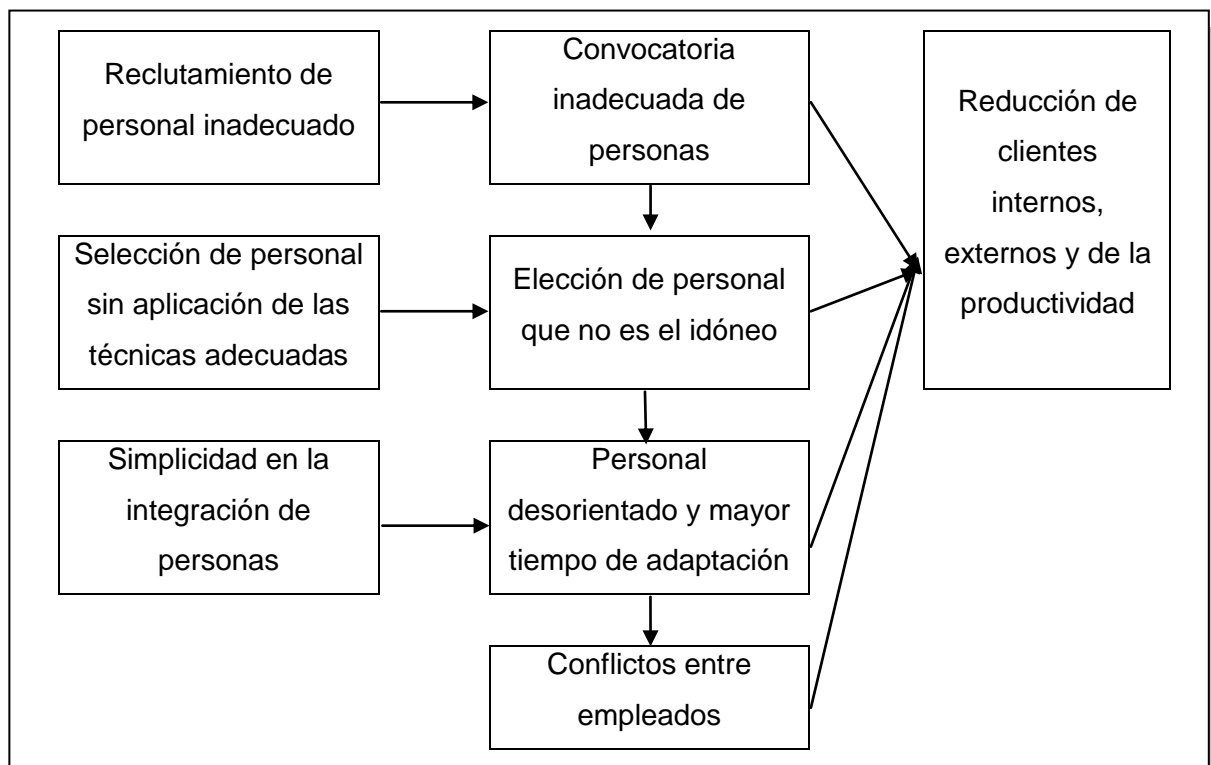 Reclutamiento de
personal inadecuado
Convocatoria
inadecuada de
personas
Reducción de
clientes
internos,
externos y de la
productividad
Selección de personal
sin aplicación de las
técnicas adecuadas
Elección de personal
que no es el idóneo
Simplicidad en la
integración de
personas
Personal
desorientado y mayor
tiempo de adaptación
Conflictos entre
empleados